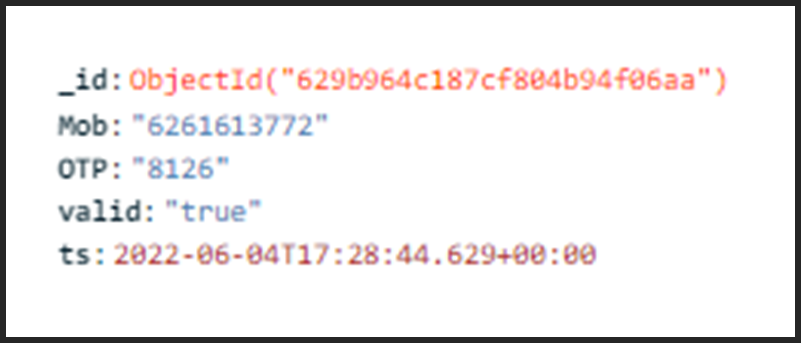 _id: ObjectId("629b964c187cf804b94f06aa")
Mob: "6261613772"
OTP: "8126"
valid: "true"
ts: 2022-06-04T17:28:44.629+00:00